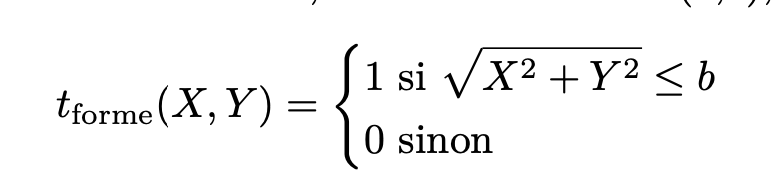 t_forme(X, Y) = { 1 si √(X² + Y²) ≤ b
0 sinon